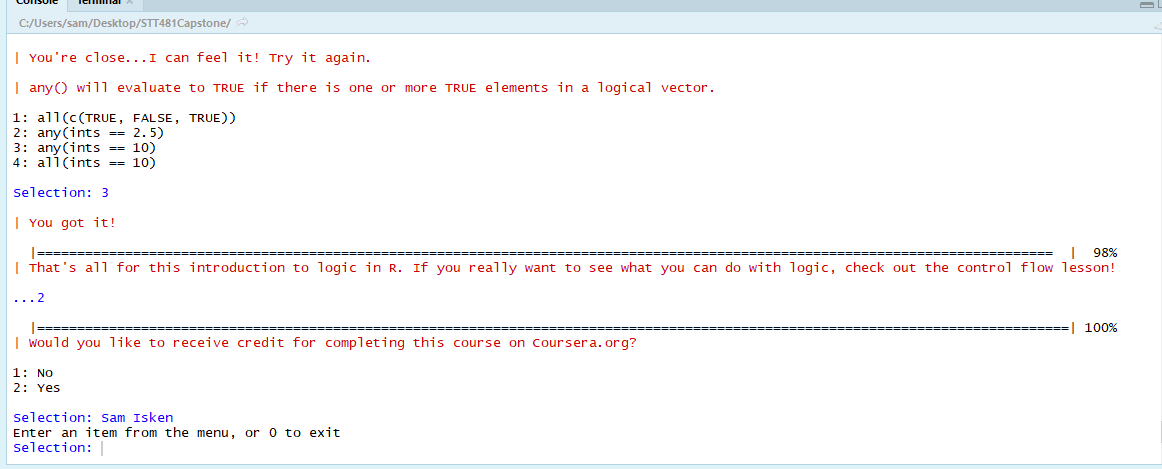 Console Terminal ×
C:/Users/sam/Desktop/STT481Capstone/
| You're close...I can feel it! Try it again.
| any() will evaluate to TRUE if there is one or more TRUE elements in a logical vector.
1: all(c(TRUE, FALSE, TRUE))
2: any(ints == 2.5)
3: any(ints == 10)
4: all(ints == 10)
Selection: 3
| You got it!
|================================================================================================================================  |  98%
| That's all for this introduction to logic in R. If you really want to see what you can do with logic, check out the control flow lesson!
...2
|==================================================================================================================================| 100%
| Would you like to receive credit for completing this course on Coursera.org?
1: No
2: Yes
Selection: Sam Isken
Enter an item from the menu, or 0 to exit
Selection: